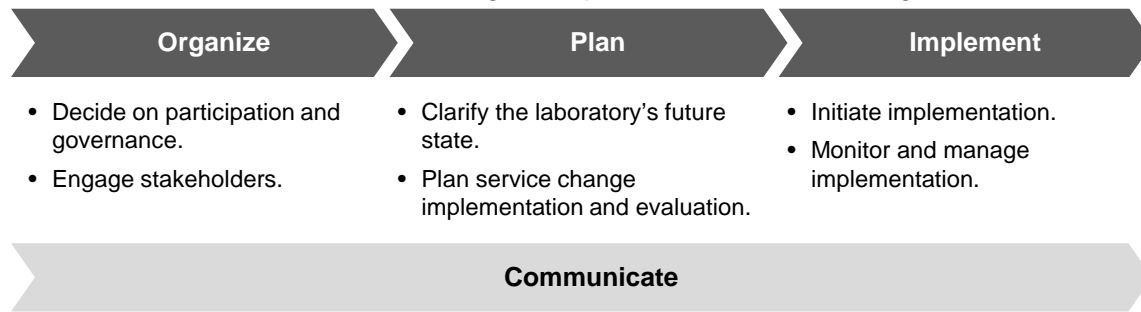 Organize
Plan
Implement
• Decide on participation and
governance.
• Engage stakeholders.
• Clarify the laboratory’s future
state.
• Plan service change
implementation and evaluation.
• Initiate implementation.
• Monitor and manage
implementation.
Communicate